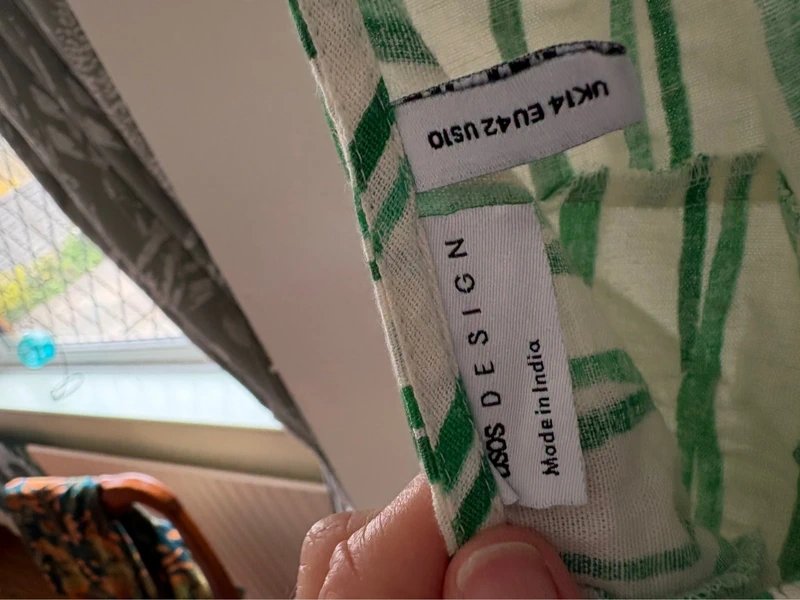 UK14 EU42 US10
asos DESIGN
Made in India